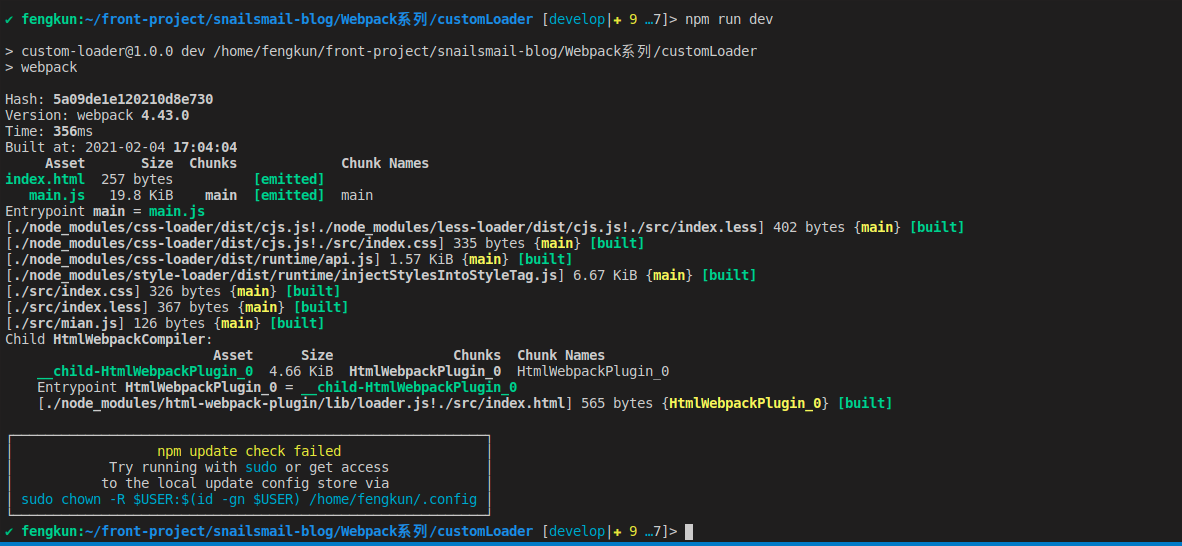 ✔ fengkun:~/front-project/snailsmail-blog/Webpack系列/customLoader [develop|✚ 9 …7]> npm run dev
> custom-loader@1.0.0 dev /home/fengkun/front-project/snailsmail-blog/Webpack系列/customLoader
> webpack
Hash: 5a09de1e120210d8e730
Version: webpack 4.43.0
Time: 356ms
Built at: 2021-02-04 17:04:04
Asset Size Chunks Chunk Names
index.html 257 bytes [emitted]
main.js 19.8 KiB main [emitted] main
Entrypoint main = main.js
[./node_modules/css-loader/dist/cjs.js!./node_modules/less-loader/dist/cjs.js!./src/index.less] 402 bytes {main} [built]
[./node_modules/css-loader/dist/cjs.js!./src/index.css] 335 bytes {main} [built]
[./node_modules/css-loader/dist/runtime/api.js] 1.57 KiB {main} [built]
[./node_modules/style-loader/dist/runtime/injectStylesIntoStyleTag.js] 6.67 KiB {main} [built]
[./src/index.css] 326 bytes {main} [built]
[./src/index.less] 367 bytes {main} [built]
[./src/mian.js] 126 bytes {main} [built]
Child HtmlWebpackCompiler:
Asset Size Chunks Chunk Names
__child-HtmlWebpackPlugin_0 4.66 KiB HtmlWebpackPlugin_0 HtmlWebpackPlugin_0
Entrypoint HtmlWebpackPlugin_0 = __child-HtmlWebpackPlugin_0
[./node_modules/html-webpack-plugin/lib/loader.js!./src/index.html] 565 bytes {HtmlWebpackPlugin_0} [built]
npm update check failed
Try running with sudo or get access
to the local update config store via
sudo chown -R $USER:$(id -gn $USER) /home/fengkun/.config
✔ fengkun:~/front-project/snailsmail-blog/Webpack系列/customLoader [develop|✚ 9 …7]>